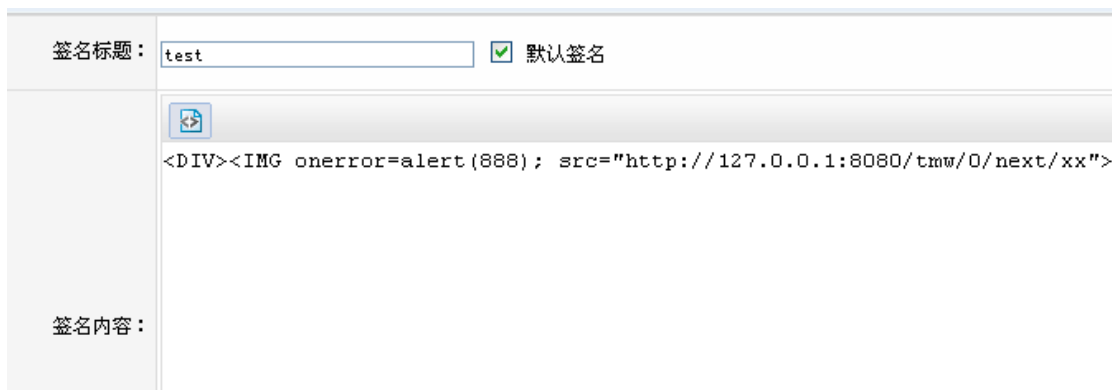 签名标题： test 默认签名
<DIV><IMG onerror=alert(888); src="http://127.0.0.1:8080/tmw/0/next/xx">
签名内容：